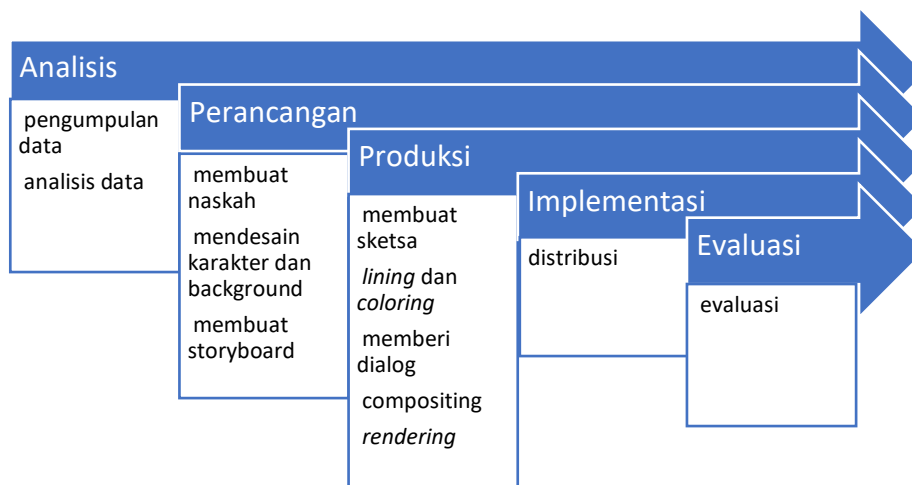 Analisis
pengumpulan
data
analisis data
Perancangan
membuat
naskah
mendesain
karakter dan
background
membuat
storyboard
Produksi
membuat
sketsa
lining dan
coloring
memberi
dialog
compositing
rendering
Implementasi
distribusi
Evaluasi
evaluasi